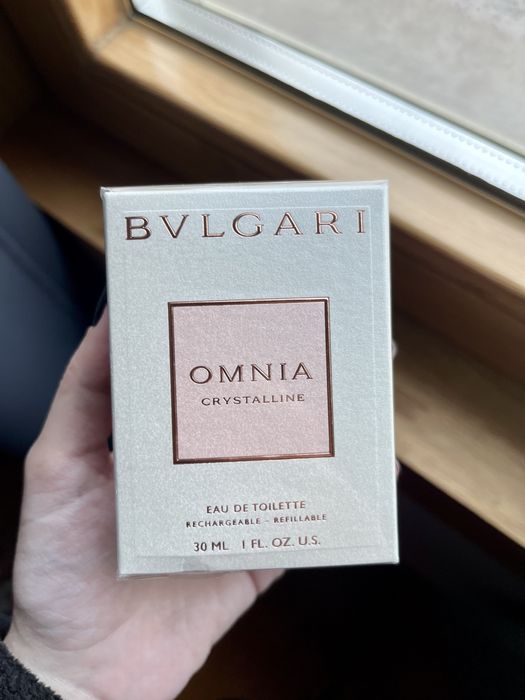 BVLGARI
OMNIA
CRYSTALLINE
EAU DE TOILETTE
RECHARGEABLE - REFILLABLE
30 ML 1 FL. OZ. U.S.